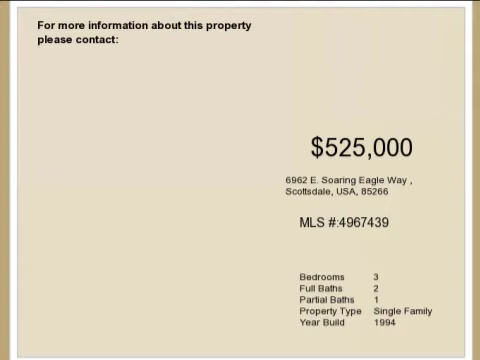 For more information about this property
please contact:
$525,000
6962 E. Soaring Eagle Way ,
Scottsdale, USA, 85266
MLS #:4967439
Bedrooms 3
Full Baths 2
Partial Baths 1
Property Type Single Family
Year Build 1994